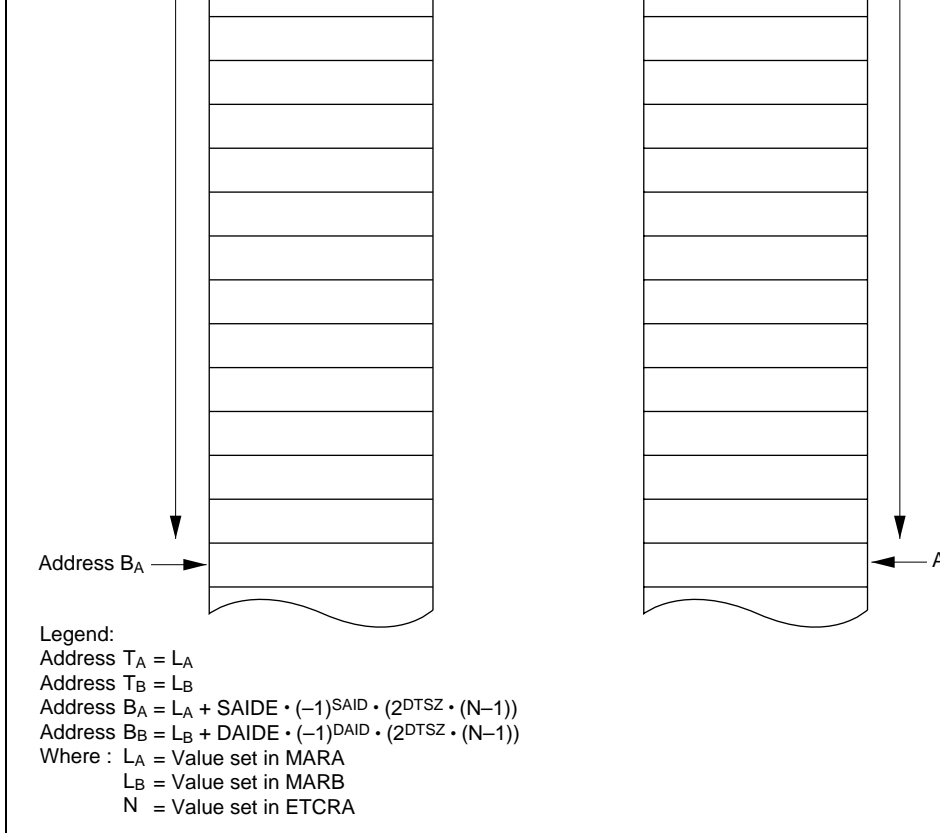 Address BA
A
Legend:
Address TA = LA
Address TB = LB
Address BA = LA + SAIDE • (–1)SAID • (2DTSZ • (N–1))
Address BB = LB + DAIDE • (–1)DAID • (2DTSZ • (N–1))
Where : LA = Value set in MARA
LB = Value set in MARB
N = Value set in ETCRA